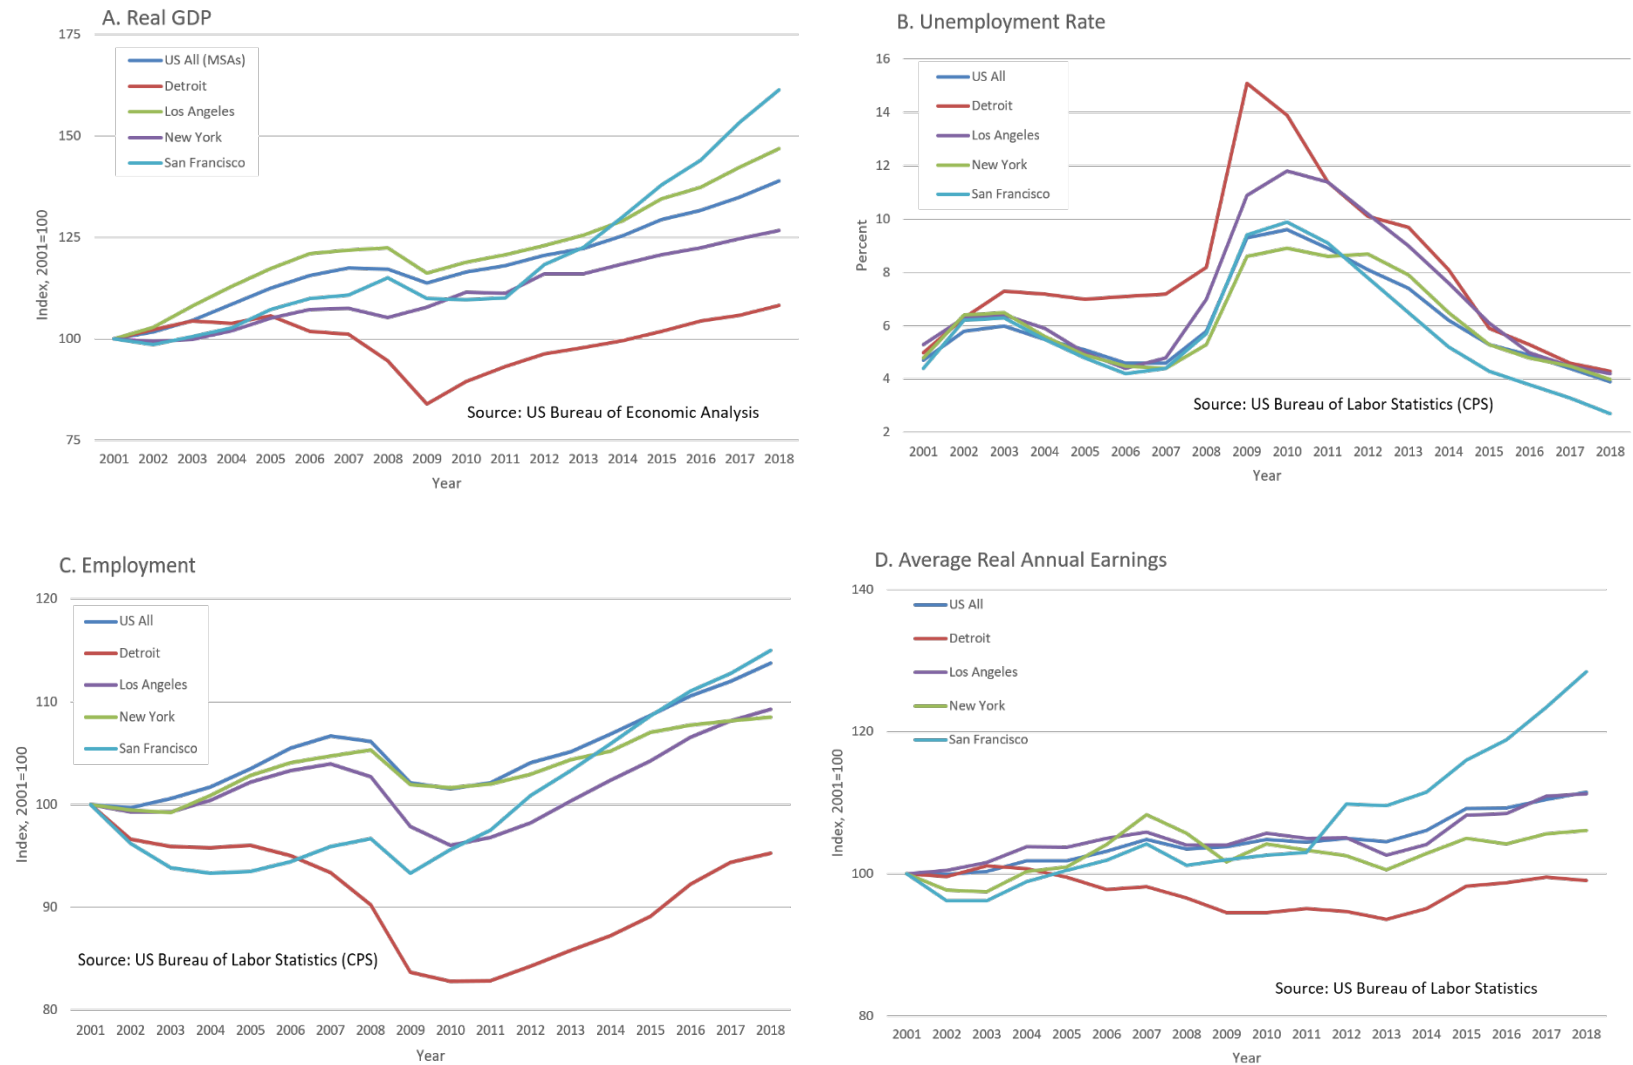 A. Real GDP
175
150
125
100
75
Index, 2001=100
US All (MSAs)
Detroit
Los Angeles
New York
San Francisco
Source: US Bureau of Economic Analysis
2001 2002 2003 2004 2005 2006 2007 2008 2009 2010 2011 2012 2013 2014 2015 2016 2017 2018
Year
B. Unemployment Rate
16
14
12
10
8
6
4
2
Percent
US All
Detroit
Los Angeles
New York
San Francisco
Source: US Bureau of Labor Statistics (CPS)
2001 2002 2003 2004 2005 2006 2007 2008 2009 2010 2011 2012 2013 2014 2015 2016 2017 2018
Year
C. Employment
120
110
100
90
80
Index, 2001=100
US All
Detroit
Los Angeles
New York
San Francisco
Source: US Bureau of Labor Statistics (CPS)
2001 2002 2003 2004 2005 2006 2007 2008 2009 2010 2011 2012 2013 2014 2015 2016 2017 2018
Year
D. Average Real Annual Earnings
140
120
100
80
Index, 2001=100
US All
Detroit
Los Angeles
New York
San Francisco
Source: US Bureau of Labor Statistics
2001 2002 2003 2004 2005 2006 2007 2008 2009 2010 2011 2012 2013 2014 2015 2016 2017 2018
Year